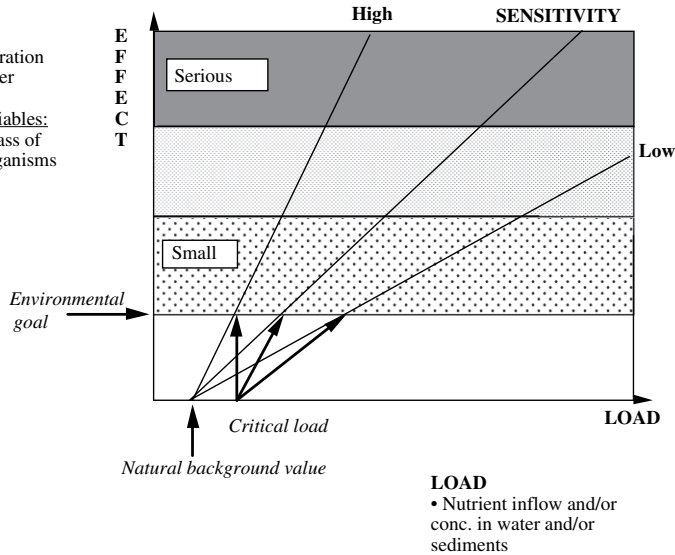 High
SENSITIVITY
E
F
F
E
C
T
ration
er
iables:
ass of
ganisms
Serious
Low
Small
Environmental
goal
LOAD
Critical load
Natural background value
LOAD
• Nutrient inflow and/or
conc. in water and/or
sediments